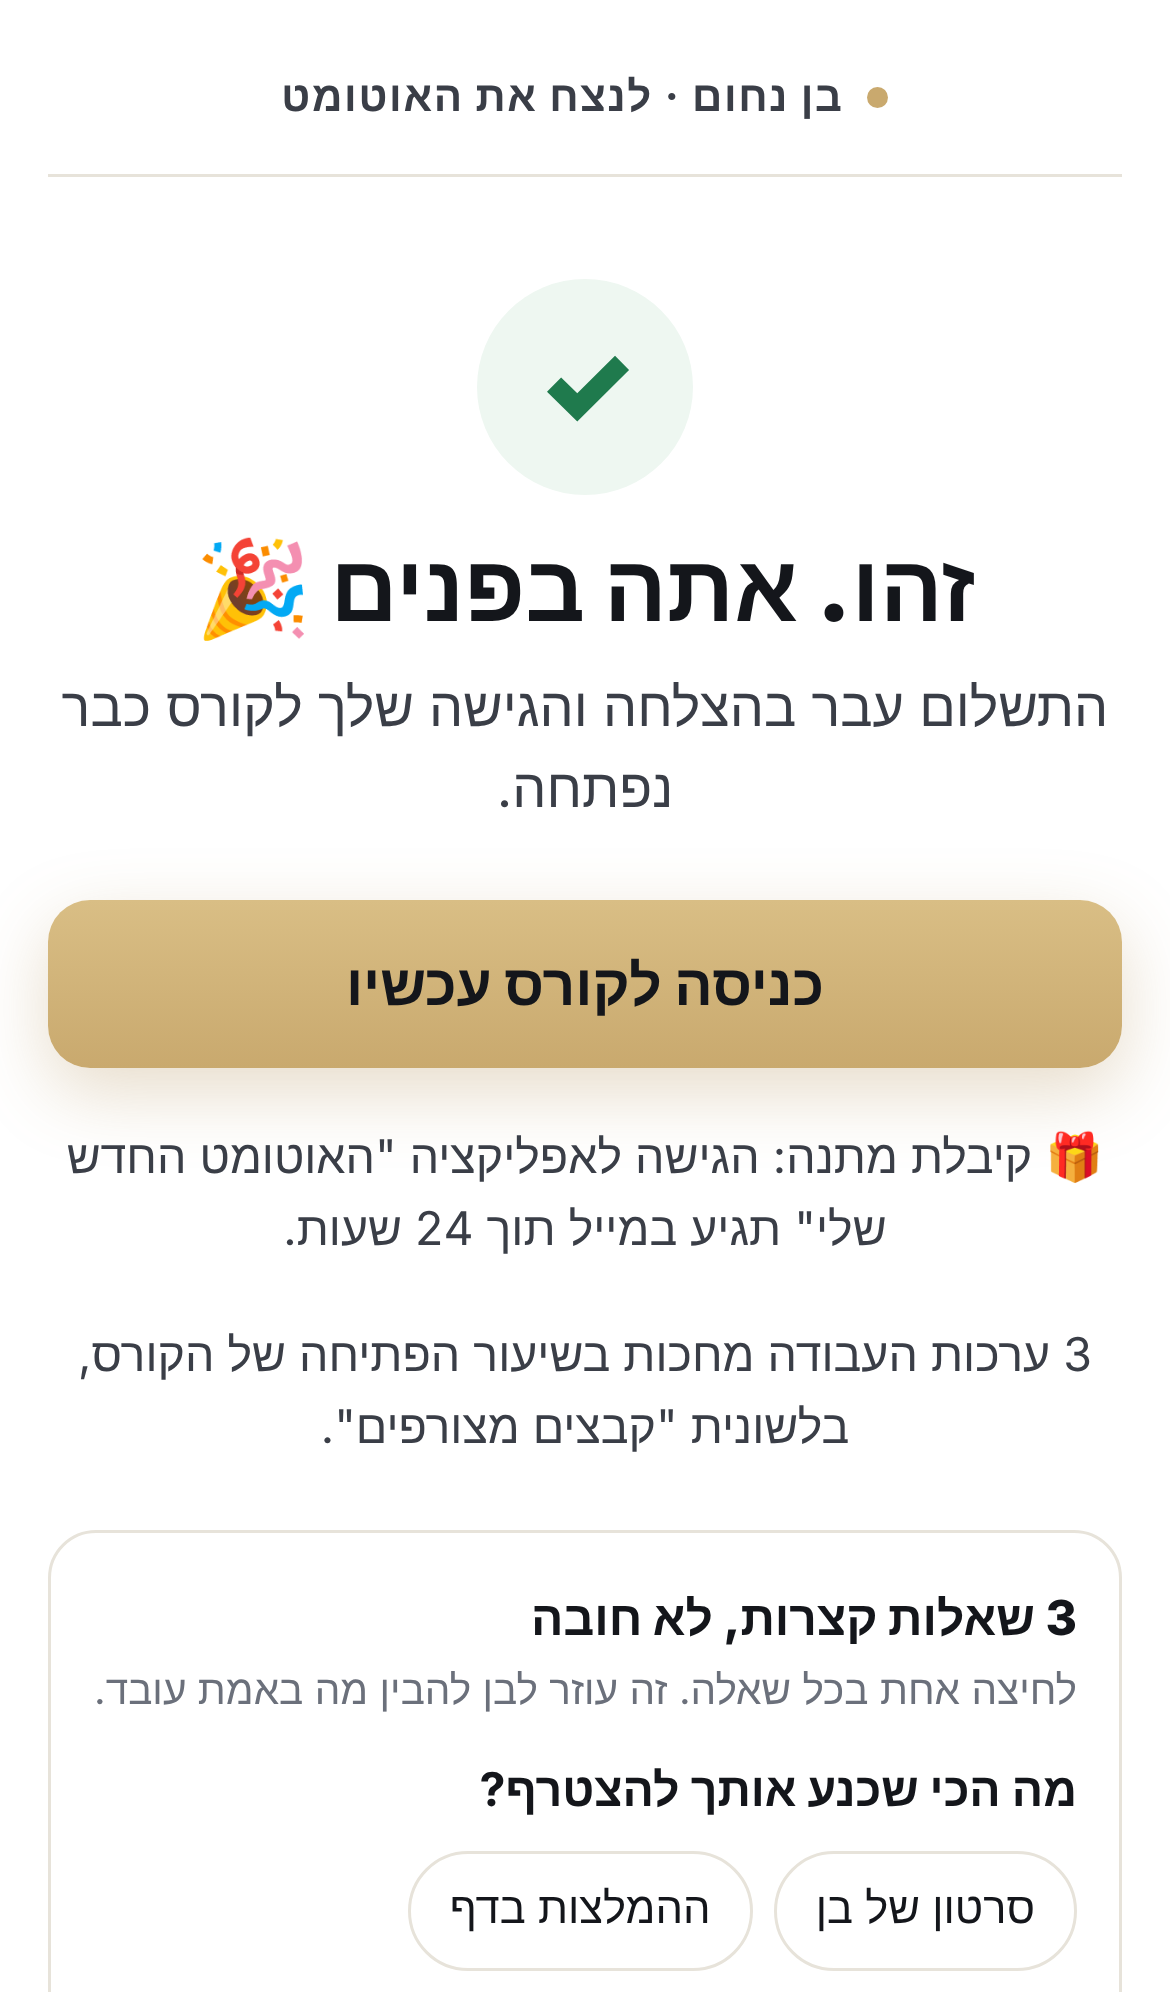 בן נחום · לנצח את האוטומט
זהו. אתה בפנים 🎉
התשלום עבר בהצלחה והגישה שלך לקורס כבר
נפתחה.
כניסה לקורס עכשיו
🎁 קיבלת מתנה: הגישה לאפליקציה "האוטומט החדש
שלי" תגיע במייל תוך 24 שעות.
3 ערכות העבודה מחכות בשיעור הפתיחה של הקורס,
בלשונית "קבצים מצורפים".
3 שאלות קצרות, לא חובה
לחיצה אחת בכל שאלה. זה עוזר לבן להבין מה באמת עובד.
מה הכי שכנע אותך להצטרף?
סרטון של בן
ההמלצות בדף